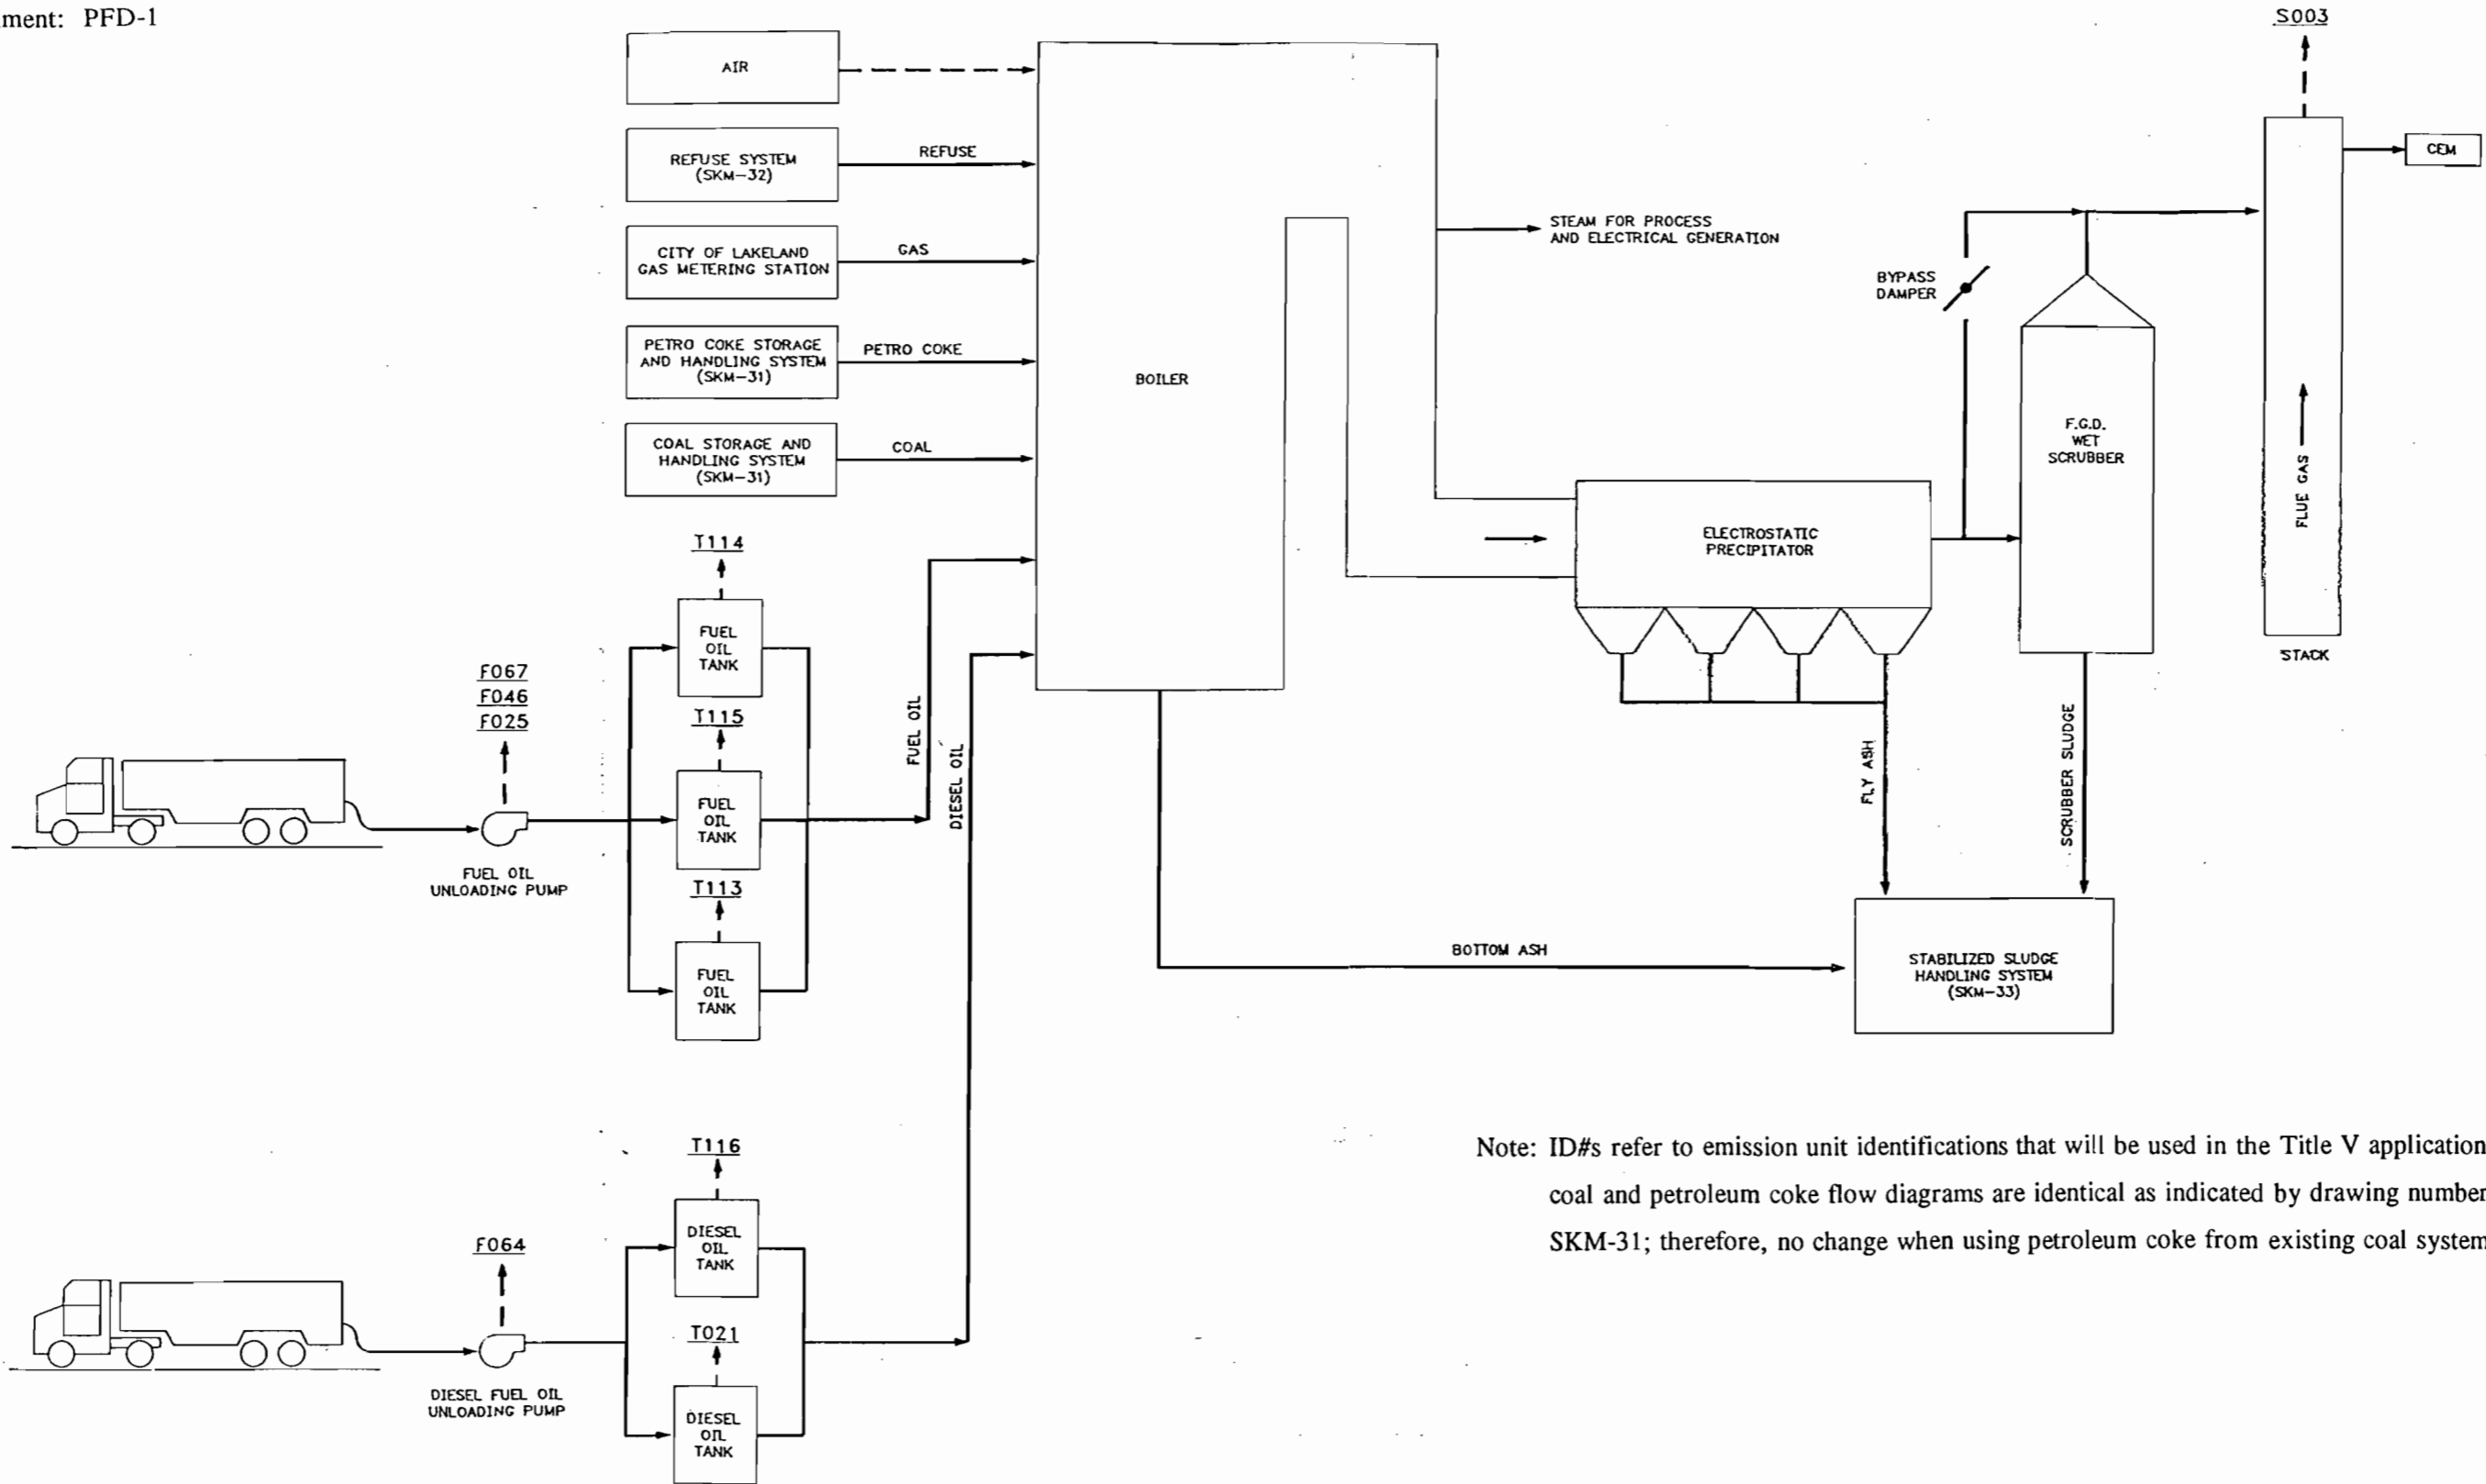 ment: PFD-1
S003
AIR
REFUSE SYSTEM
(SKM-32)
REFUSE
CITY OF LAKELAND
GAS METERING STATION
GAS
PETRO COKE STORAGE
AND HANDLING SYSTEM
(SKM-31)
PETRO COKE
COAL STORAGE AND
HANDLING SYSTEM
(SKM-31)
COAL
BOILER
STEAM FOR PROCESS
AND ELECTRICAL GENERATION
BYPASS
DAMPER
F.G.D.
WET
SCRUBBER
CEM
FLUE GAS
STACK
ELECTROSTATIC
PRECIPITATOR
T114
FUEL
OIL
TANK
F067
F046
F025
T115
FUEL
OIL
TANK
FUEL OIL
UNLOADING PUMP
T113
FUEL
OIL
TANK
FUEL OIL
DIESEL OIL
FLY ASH
SCRUBBER SLUDGE
BOTTOM ASH
STABILIZED SLUDGE
HANDLING SYSTEM
(SKM-33)
T116
DIESEL
OIL
TANK
F064
T021
DIESEL
OIL
TANK
DIESEL FUEL OIL
UNLOADING PUMP
Note: ID#s refer to emission unit identifications that will be used in the Title V application
coal and petroleum coke flow diagrams are identical as indicated by drawing number
SKM-31; therefore, no change when using petroleum coke from existing coal system